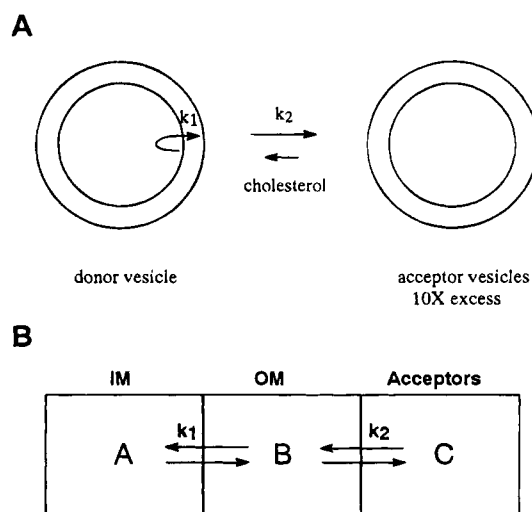 A
k1
k2
cholesterol
donor vesicle
acceptor vesicles
10X excess
B
IM OM Acceptors
k1 k2
A B C